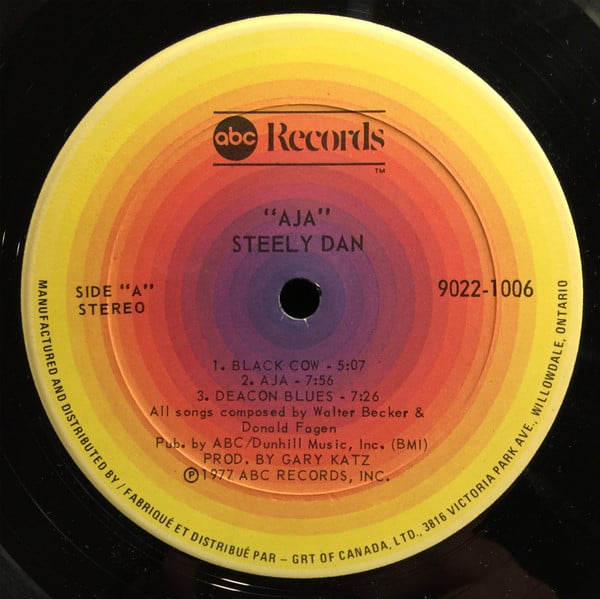 abc Records
TM
"AJA"
STEELY DAN
SIDE "A"
STEREO
9022-1006
1. BLACK COW - 5:07
2. AJA - 7:56
3. DEACON BLUES - 7:26
All songs composed by Walter Becker &
Donald Fagen
Pub. by ABC/Dunhill Music, Inc. (BMI)
PROD. BY GARY KATZ
Ⓟ1977 ABC RECORDS, INC.
MANUFACTURED AND DISTRIBUTED BY / FABRIQUÉ ET DISTRIBUÉ PAR - GRT OF CANADA, LTD., 3816 VICTORIA PARK AVE., WILLOWDALE, ONTARIO